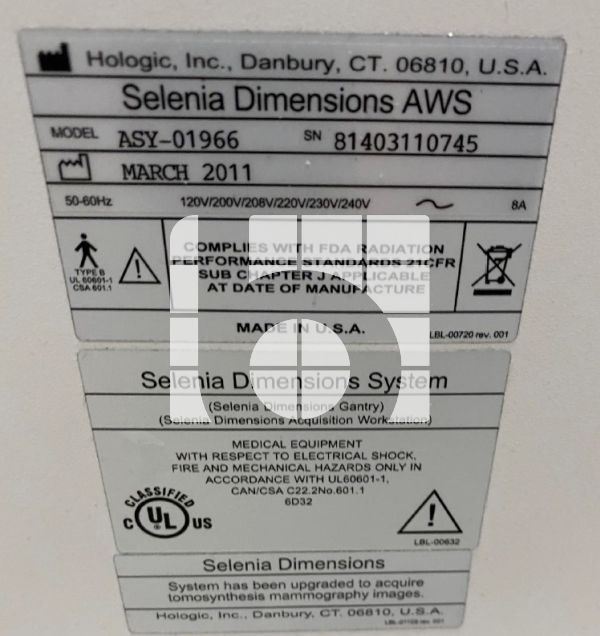 Hologic, Inc., Danbury, CT. 06810, U.S.A.
Selenia Dimensions AWS
MODEL ASY-01966 SN 81403110745
MARCH 2011
50-60Hz 120V/200V/208V/220V/230V/240V 8A
TYPE B
UL 60601-1
CSA 601.1
COMPLIES WITH FDA RADIATION
PERFORMANCE STANDARDS 21CFR
SUB CHAPTER J APPLICABLE
AT DATE OF MANUFACTURE
MADE IN U.S.A.
LBL-00720 rev. 001
Selenia Dimensions System
(Selenia Dimensions Gantry)
(Selenia Dimensions Acquisition Workstation)
MEDICAL EQUIPMENT
WITH RESPECT TO ELECTRICAL SHOCK,
FIRE AND MECHANICAL HAZARDS ONLY IN
ACCORDANCE WITH UL60601-1,
CAN/CSA C22.2No.601.1
6D32
CLASSIFIED
C UL US
LBL-00632
Selenia Dimensions
System has been upgraded to acquire
tomosynthesis mammography images.
Hologic, Inc., Danbury, CT. 06810, U.S.A.